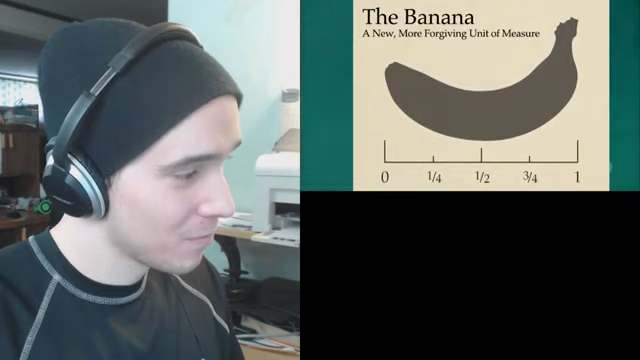 The Banana
A New, More Forgiving Unit of Measure
0 1/4 1/2 3/4 1